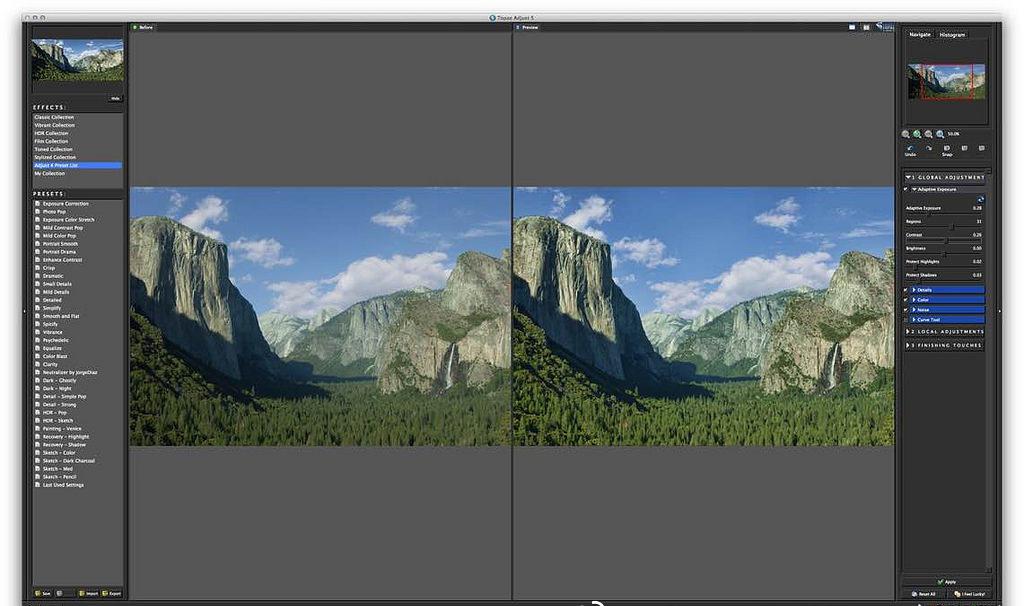 Topaz Adjust 5
Before
Preview
Hide
EFFECTS:
Classic Collection
Vibrant Collection
HDR Collection
Film Collection
Toned Collection
Stylized Collection
Adjust 4 Preset List
My Collection
PRESETS:
Exposure Correction
Photo Pop
Exposure Color Stretch
Mild Contrast Pop
Mild Color Pop
Portrait Smooth
Portrait Drama
Enhance Contrast
Crisp
Dramatic
Small Details
Mild Details
Detailed
Simplify
Smooth and Flat
Spicify
Vibrance
Psychedelic
Equalize
Color Blast
Clarity
Neutralizer by JorgeDiaz
Dark - Ghostly
Dark - Night
Detail - Simple Pop
Detail - Strong
HDR - Pop
HDR - Sketch
Painting - Venice
Recovery - Highlight
Recovery - Shadow
Sketch - Color
Sketch - Dark Charcoal
Sketch - Med
Sketch - Pencil
Last Used Settings
Save
Import
Export
Navigate
Histogram
50.0%
Undo
Snap
1 GLOBAL ADJUSTMENT
Adaptive Exposure
Adaptive Exposure 0.28
Regions 31
Contrast 0.26
Brightness 0.00
Protect Highlights 0.02
Protect Shadows 0.03
Details
Color
Noise
Curve Tool
2 LOCAL ADJUSTMENTS
3 FINISHING TOUCHES
Apply
Reset All
I Feel Lucky!